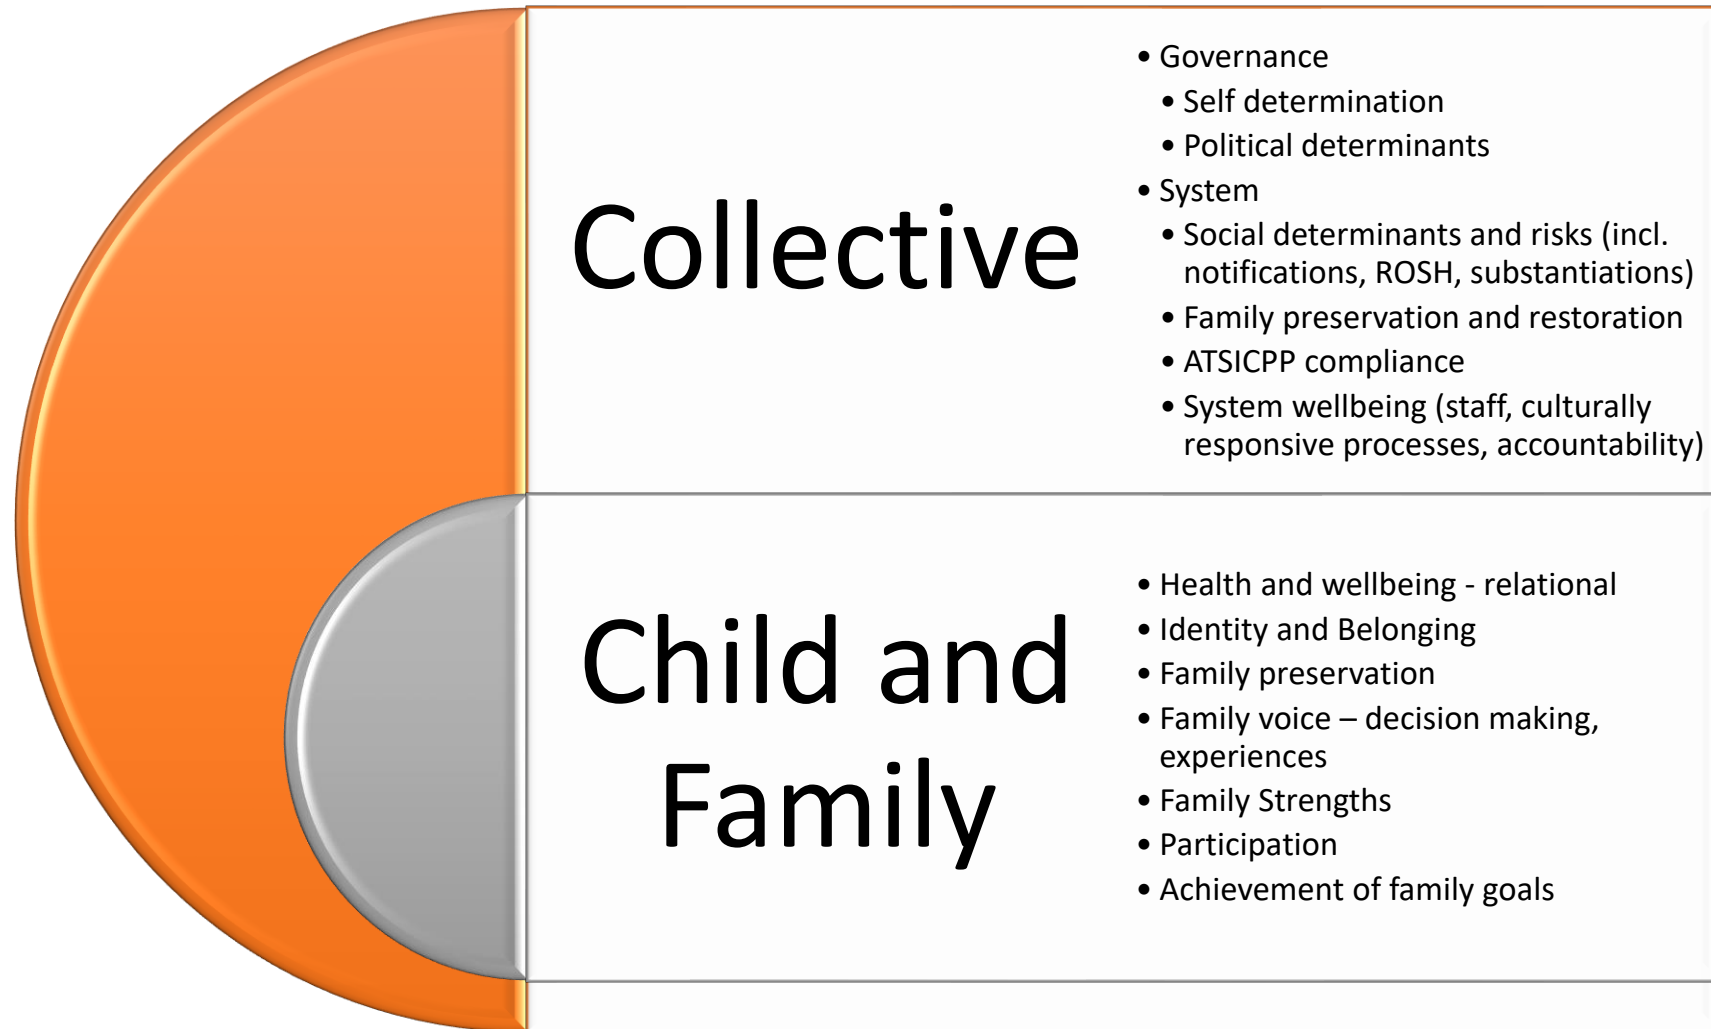 Collective
• Governance
• Self determination
• Political determinants
• System
• Social determinants and risks (incl.
notifications, ROSH, substantiations)
• Family preservation and restoration
• ATSICPP compliance
• System wellbeing (staff, culturally
responsive processes, accountability)
Child and
Family
• Health and wellbeing - relational
• Identity and Belonging
• Family preservation
• Family voice – decision making,
experiences
• Family Strengths
• Participation
• Achievement of family goals